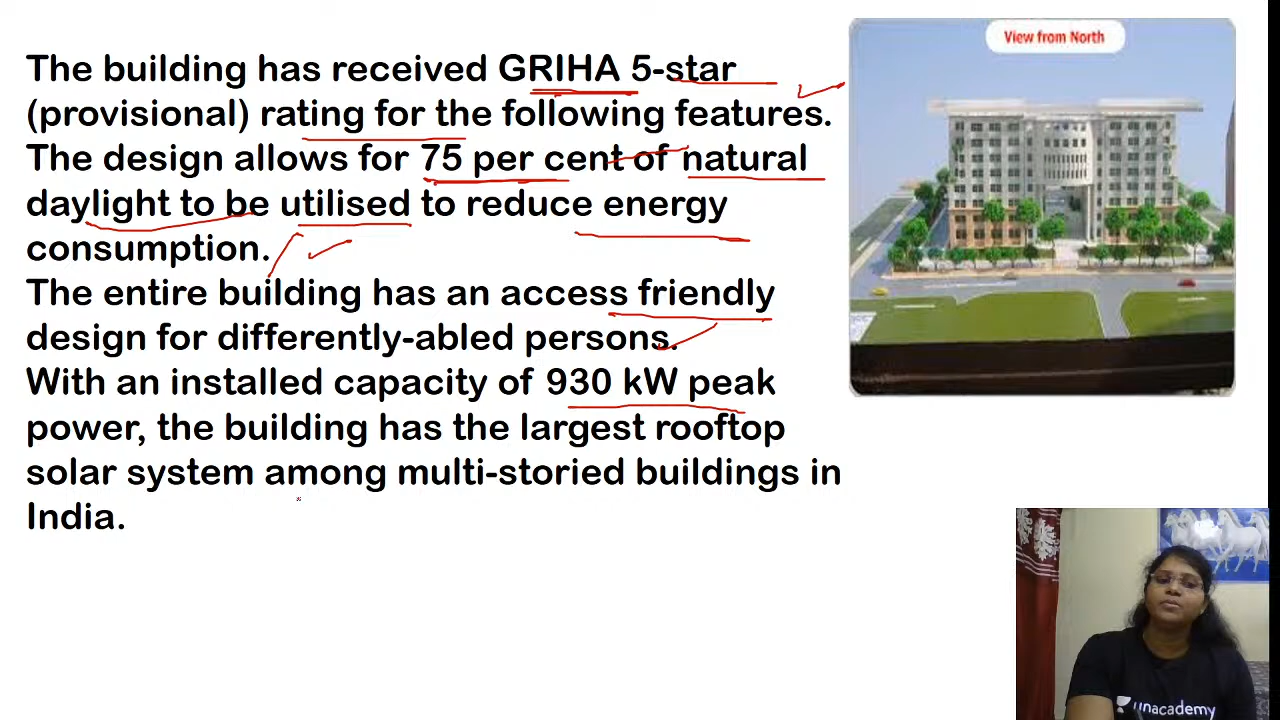 The building has received GRIHA 5-star
(provisional) rating for the following features.
The design allows for 75 per cent of natural
daylight to be utilised to reduce energy
consumption.
The entire building has an access friendly
design for differently-abled persons.
With an installed capacity of 930 kW peak
power, the building has the largest rooftop
solar system among multi-storied buildings in
India.
View from North
unacademy